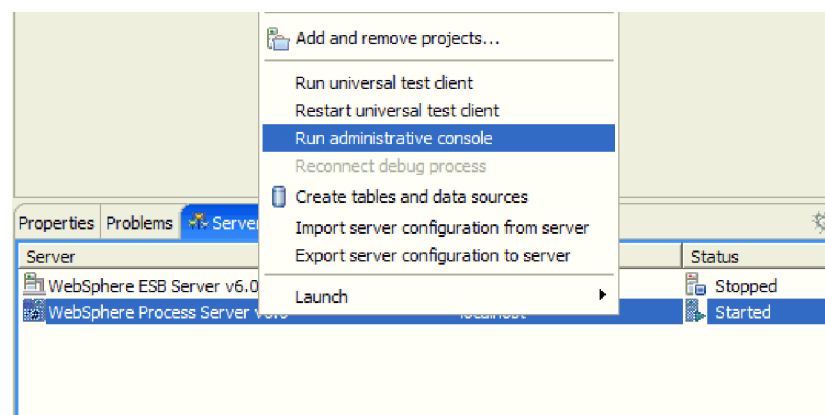 Add and remove projects...
Run universal test client
Restart universal test client
Run administrative console
Reconnect debug process
Create tables and data sources
Import server configuration from server
Export server configuration to server
Launch
Properties Problems Server
Server Status
WebSphere ESB Server v6.0 Stopped
WebSphere Process Server v6.0 localhost Started